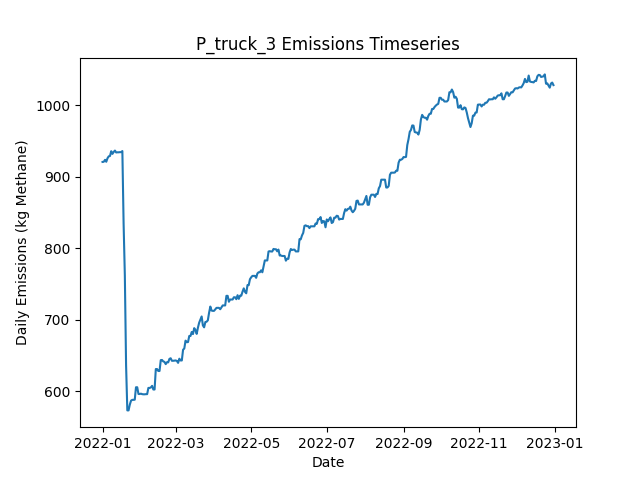 P_truck_3 Emissions Timeseries
Daily Emissions (kg Methane)
1000
900
800
700
600
2022-01 2022-03 2022-05 2022-07 2022-09 2022-11 2023-01
Date